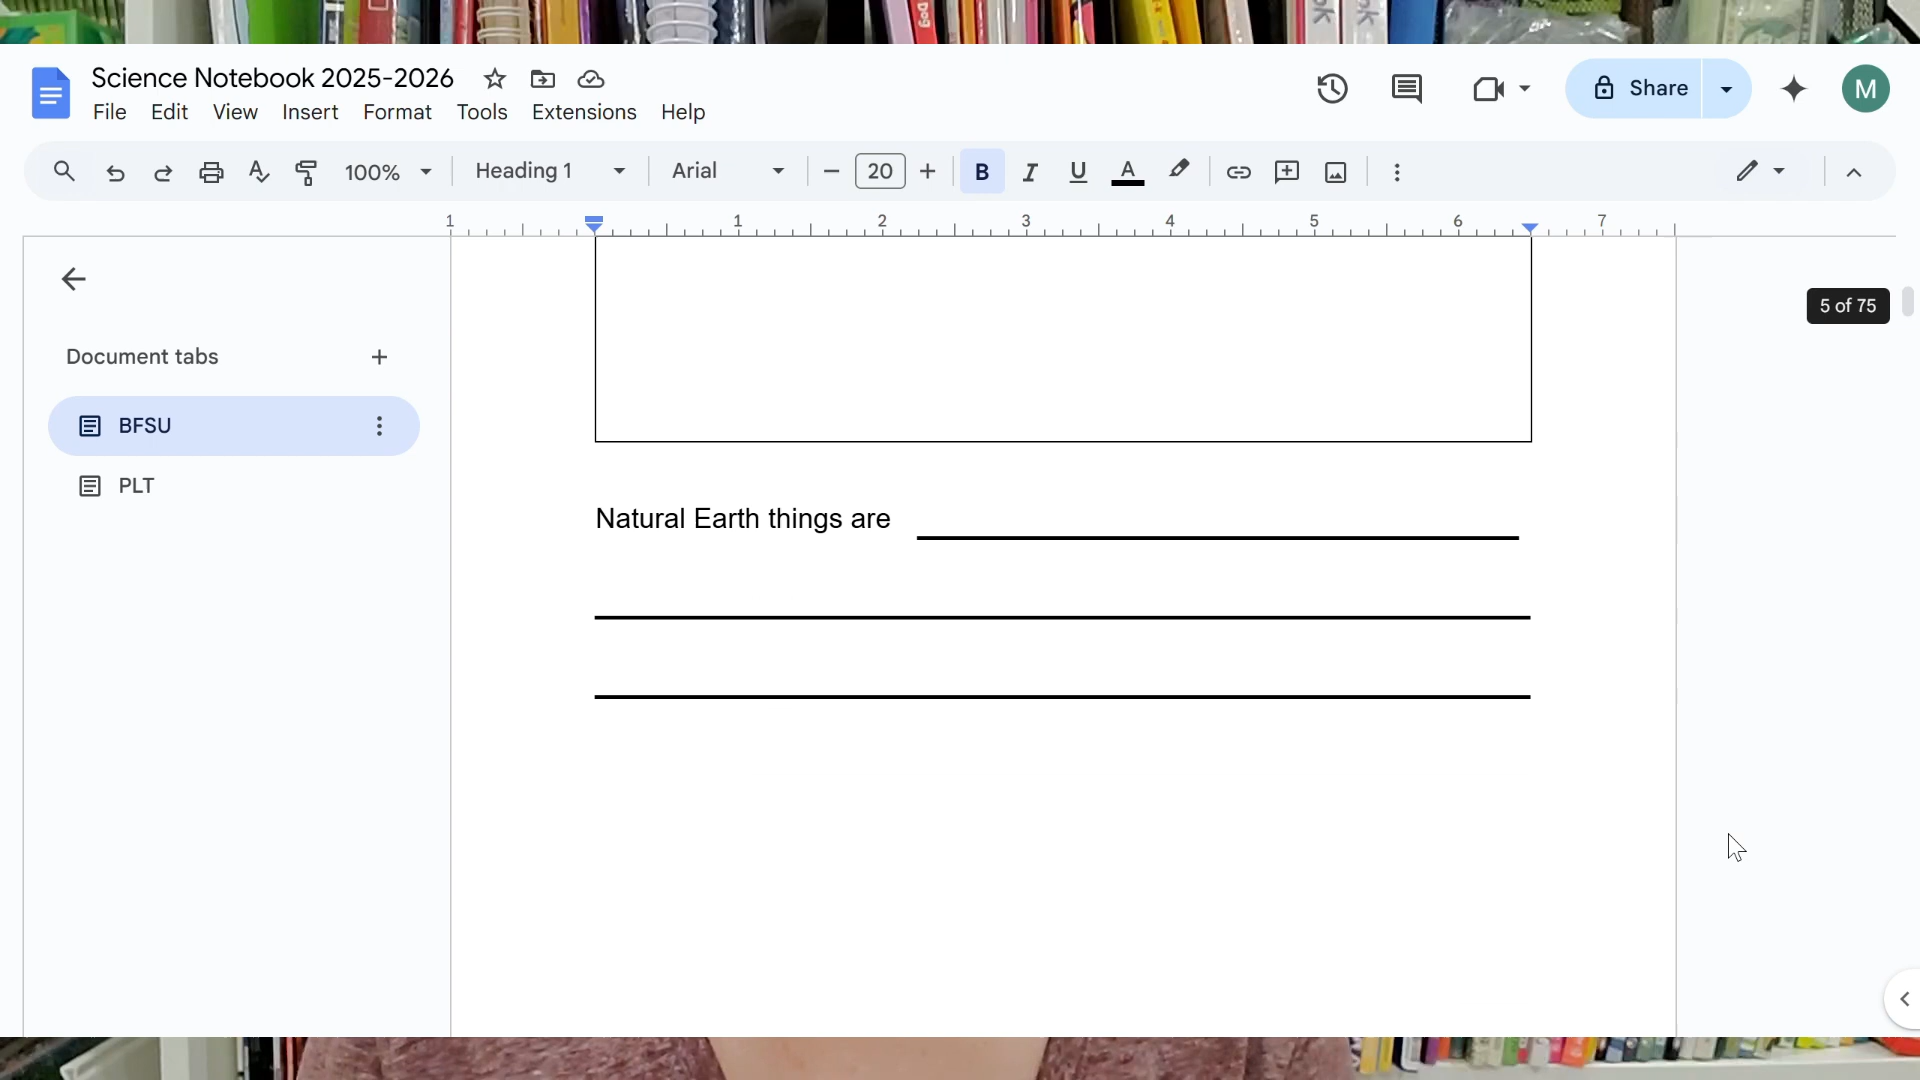 Dog
Science Notebook 2025-2026
File Edit View Insert Format Tools Extensions Help
Share
M
100% Heading 1 Arial 20 B I U A
1 1 2 3 4 5 6 7
5 of 75
Document tabs
BFSU
PLT
Natural Earth things are